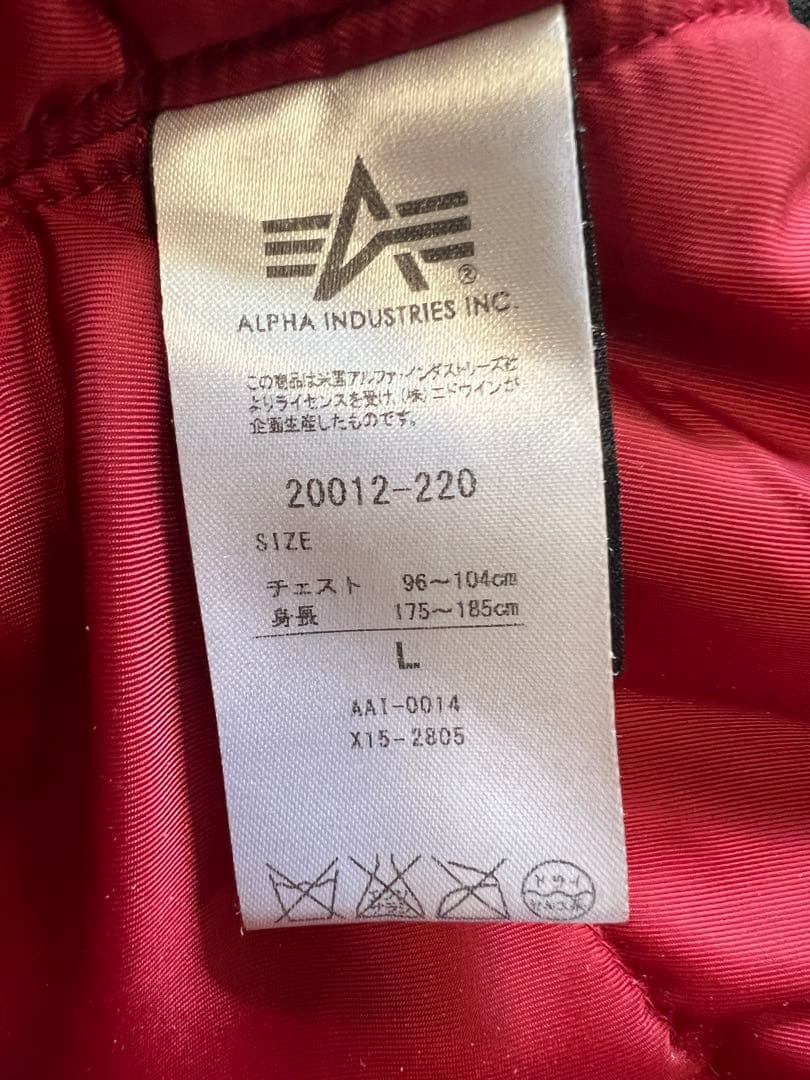 ALPHA INDUSTRIES INC.
®
この商品は米国アルファ・インダストリーズ社
よりライセンスを受け、(株)エドウインが
企画生産したものです。
20012-220
SIZE
チェスト 96〜104cm
身長 175〜185cm
L
AAI-0014
X15-2805